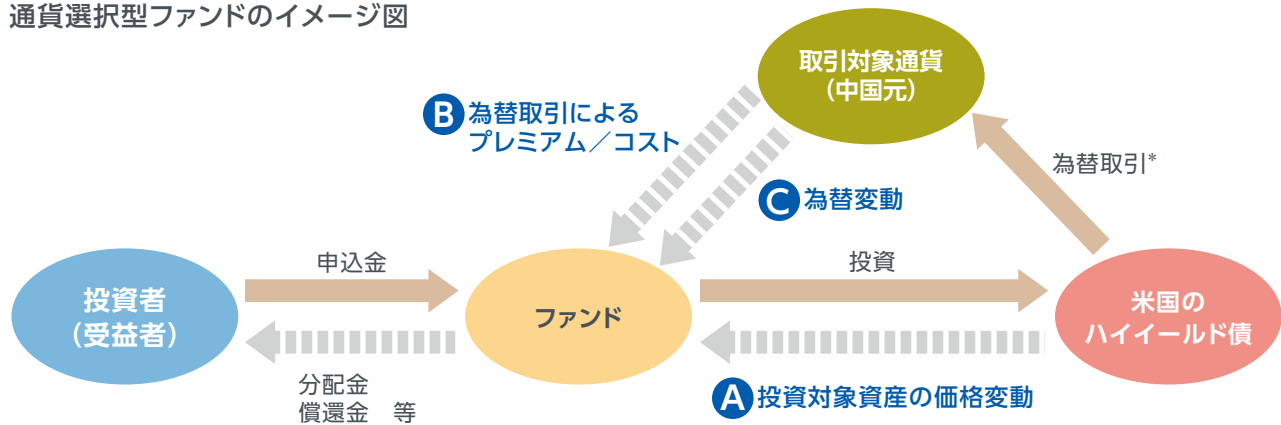 通貨選択型ファンドのイメージ図
取引対象通貨
（中国元）
B 為替取引による
プレミアム／コスト
為替取引*
C 為替変動
申込金
投資
投資者
（受益者）
ファンド
米国の
ハイイールド債
分配金
償還金　等
A 投資対象資産の価格変動